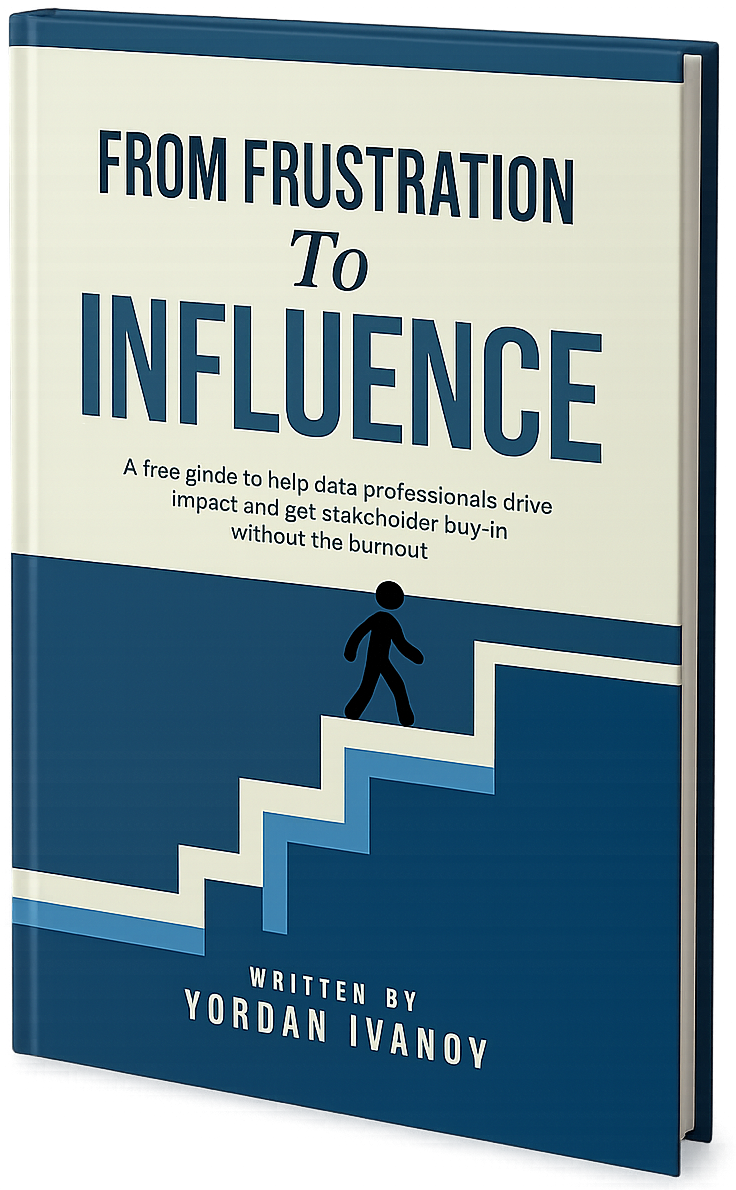 FROM FRUSTRATION
To
INFLUENCE
A free ginde to help data professionals drive
impact and get stakchoider buy-in
without the burnout
WRITTEN BY
YORDAN IVANOY